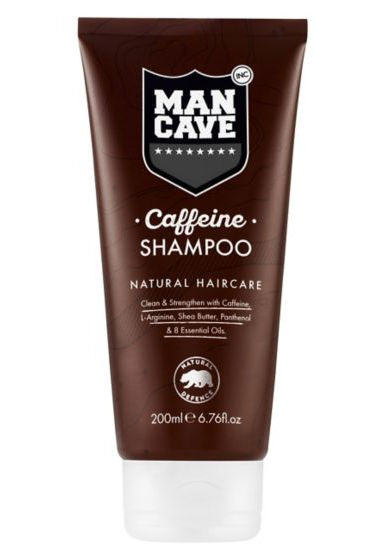 INC
MAN
CAVE
Caffeine
SHAMPOO
NATURAL HAIRCARE
Clean & Strengthen with Caffeine,
L-Arginine, Shea Butter, Panthenol
& 8 Essential Oils.
NATURAL
DEFENCE
200ml ℮ 6.76fl.oz